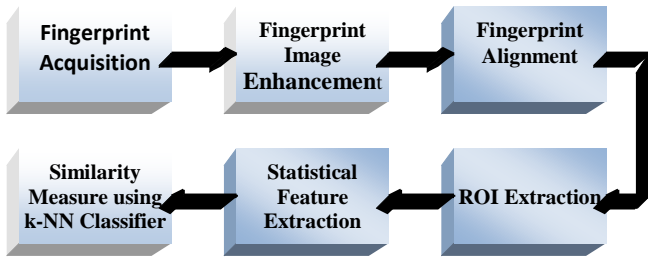 Fingerprint
Acquisition
Fingerprint
Image
Enhancement
Fingerprint
Alignment
ROI Extraction
Statistical
Feature
Extraction
Similarity
Measure using
k-NN Classifier